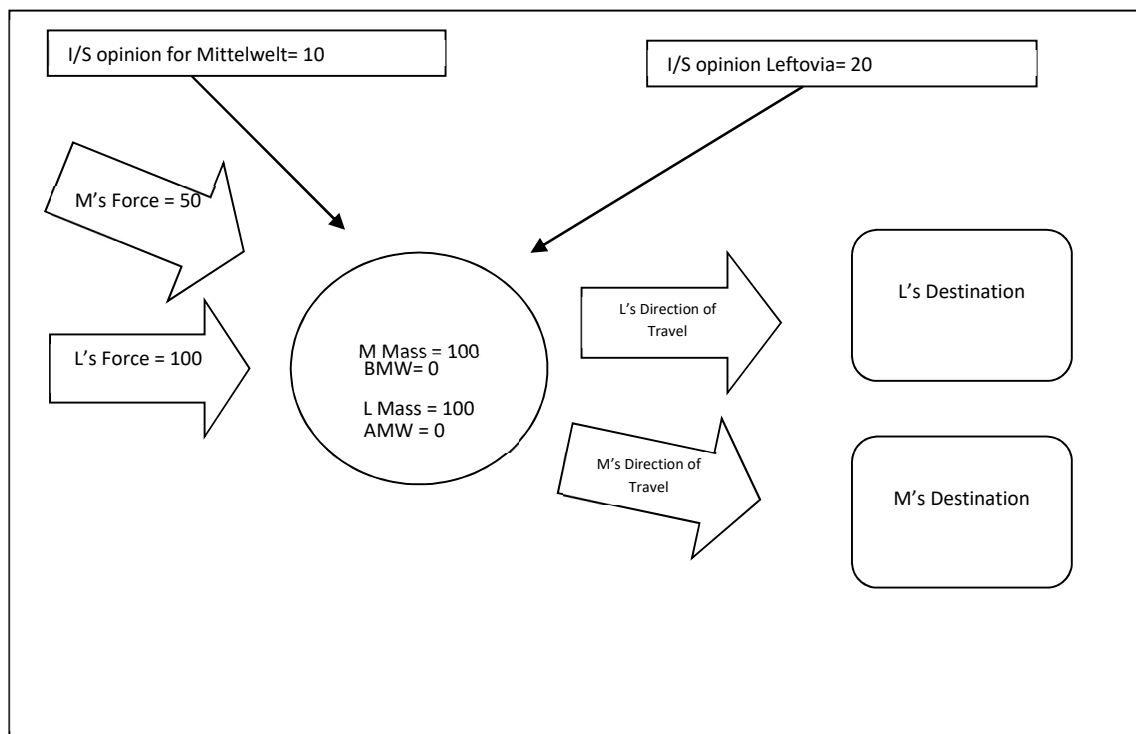 I/S opinion for Mittelwelt= 10
I/S opinion Leftovia= 20
M’s Force = 50
L’s Force = 100
M Mass = 100
BMW= 0
L Mass = 100
AMW = 0
L’s Direction of
Travel
M’s Direction of
Travel
L’s Destination
M’s Destination